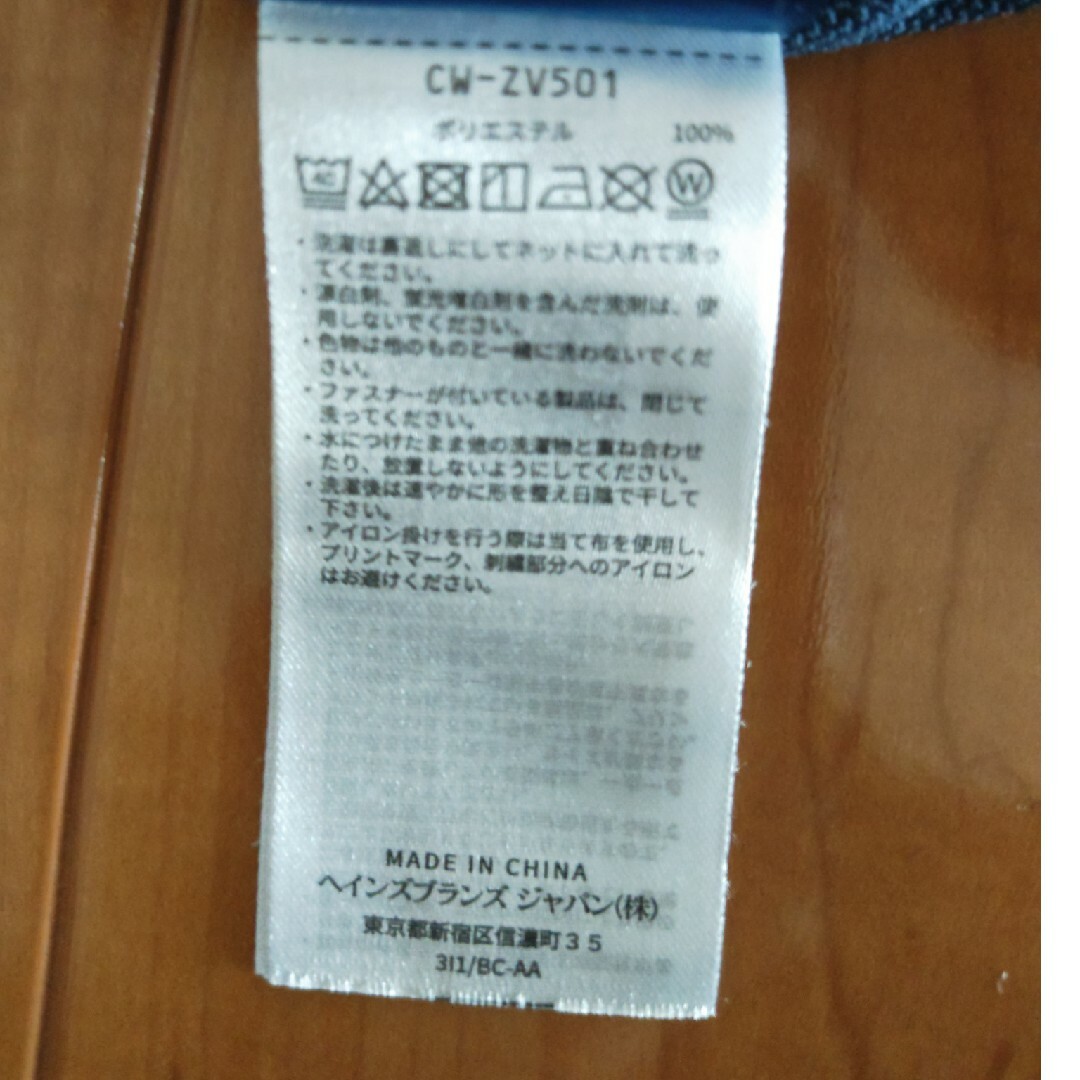 CW-ZV501
ポリエステル 100%
40 W
・洗濯は裏返しにしてネットに入れて洗っ
てください。
・漂白剤、蛍光増白剤を含んだ洗剤は、使
用しないでください。
・色物は他のものと一緒に洗わないでくだ
さい。
・ファスナーが付いている製品は、閉じて
洗ってください。
・水につけたまま他の洗濯物と重ね合わせ
たり、放置しないようにしてください。
・洗濯後は速やかに形を整え日陰で干して
下さい。
・アイロン掛けを行う際は当て布を使用し、
プリントマーク、刺繍部分へのアイロン
はお避けください。
MADE IN CHINA
ヘインズブランズ ジャパン(株)
東京都新宿区信濃町35
3I1/BC-AA